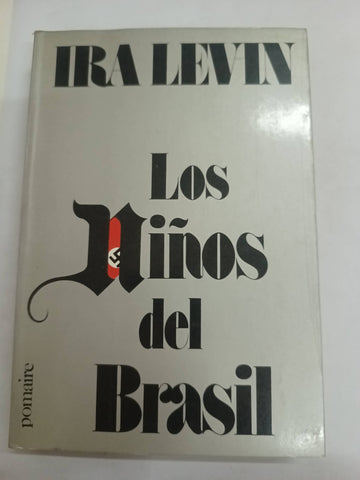 IRA LEVIN
Los
Niños
del
Brasil
pomaire